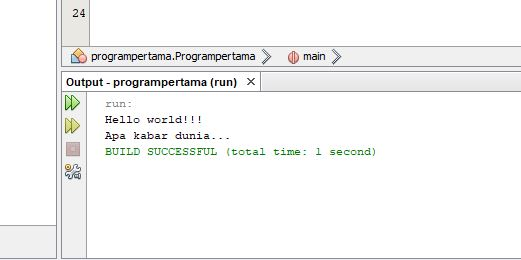 24
programpertama.Programpertama
main
Output - programpertama (run)
run:
Hello world!!!
Apa kabar dunia...
BUILD SUCCESSFUL (total time: 1 second)